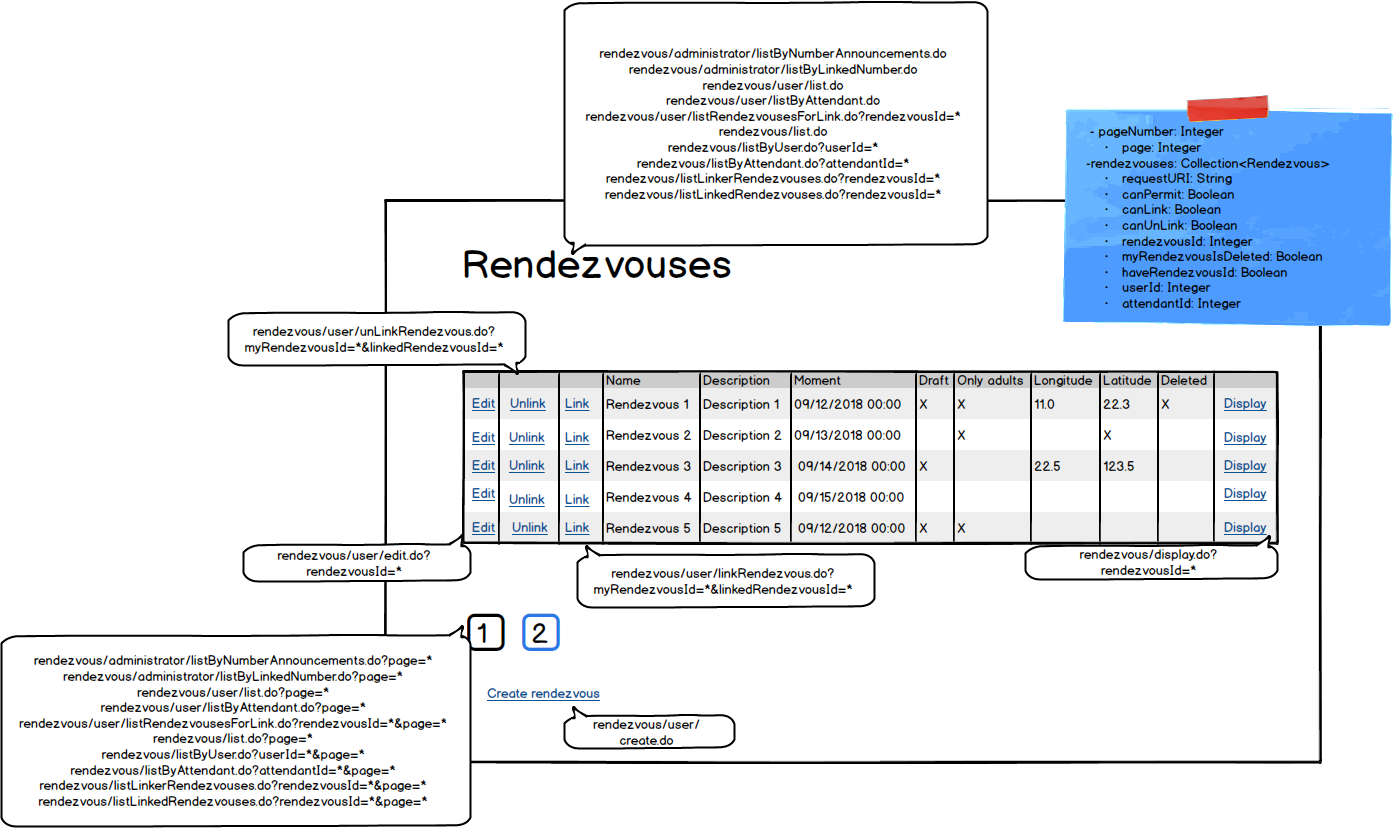 rendezvous/administrator/listByNumberAnnouncements.do
rendezvous/administrator/listByLinkedNumber.do
rendezvous/user/list.do
rendezvous/user/listByAttendant.do
rendezvous/user/listRendezvousesForLink.do?rendezvousId=*
rendezvous/list.do
rendezvous/listByUser.do?userId=*
rendezvous/listByAttendant.do?attendantId=*
rendezvous/listLinkerRendezvouses.do?rendezvousId=*
rendezvous/listLinkedRendezvouses.do?rendezvousId=*
- pageNumber: Integer
· page: Integer
-rendezvouses: Collection<Rendezvous>
· requestURI: String
· canPermit: Boolean
· canLink: Boolean
· canUnLink: Boolean
· rendezvousId: Integer
· myRendezvousIsDeleted: Boolean
· haveRendezvousId: Boolean
· userId: Integer
· attendantId: Integer
Rendezvouses
rendezvous/user/unLinkRendezvous.do?
myRendezvousId=*&linkedRendezvousId=*
Name Description Moment Draft Only adults Longitude Latitude Deleted
Edit Unlink Link Rendezvous 1 Description 1 09/12/2018 00:00 X X 11.0 22.3 X Display
Edit Unlink Link Rendezvous 2 Description 2 09/13/2018 00:00 X X Display
Edit Unlink Link Rendezvous 3 Description 3 09/14/2018 00:00 X 22.5 123.5 Display
Edit Unlink Link Rendezvous 4 Description 4 09/15/2018 00:00 Display
Edit Unlink Link Rendezvous 5 Description 5 09/12/2018 00:00 X X Display
rendezvous/user/edit.do?
rendezvousId=*
rendezvous/user/linkRendezvous.do?
myRendezvousId=*&linkedRendezvousId=*
rendezvous/display.do?
rendezvousId=*
1 2
rendezvous/administrator/listByNumberAnnouncements.do?page=*
rendezvous/administrator/listByLinkedNumber.do?page=*
rendezvous/user/list.do?page=*
rendezvous/user/listByAttendant.do?page=*
rendezvous/user/listRendezvousesForLink.do?rendezvousId=*&page=*
rendezvous/list.do?page=*
rendezvous/listByUser.do?userId=*&page=*
rendezvous/listByAttendant.do?attendantId=*&page=*
rendezvous/listLinkerRendezvouses.do?rendezvousId=*&page=*
rendezvous/listLinkedRendezvouses.do?rendezvousId=*&page=*
Create rendezvous
rendezvous/user/
create.do